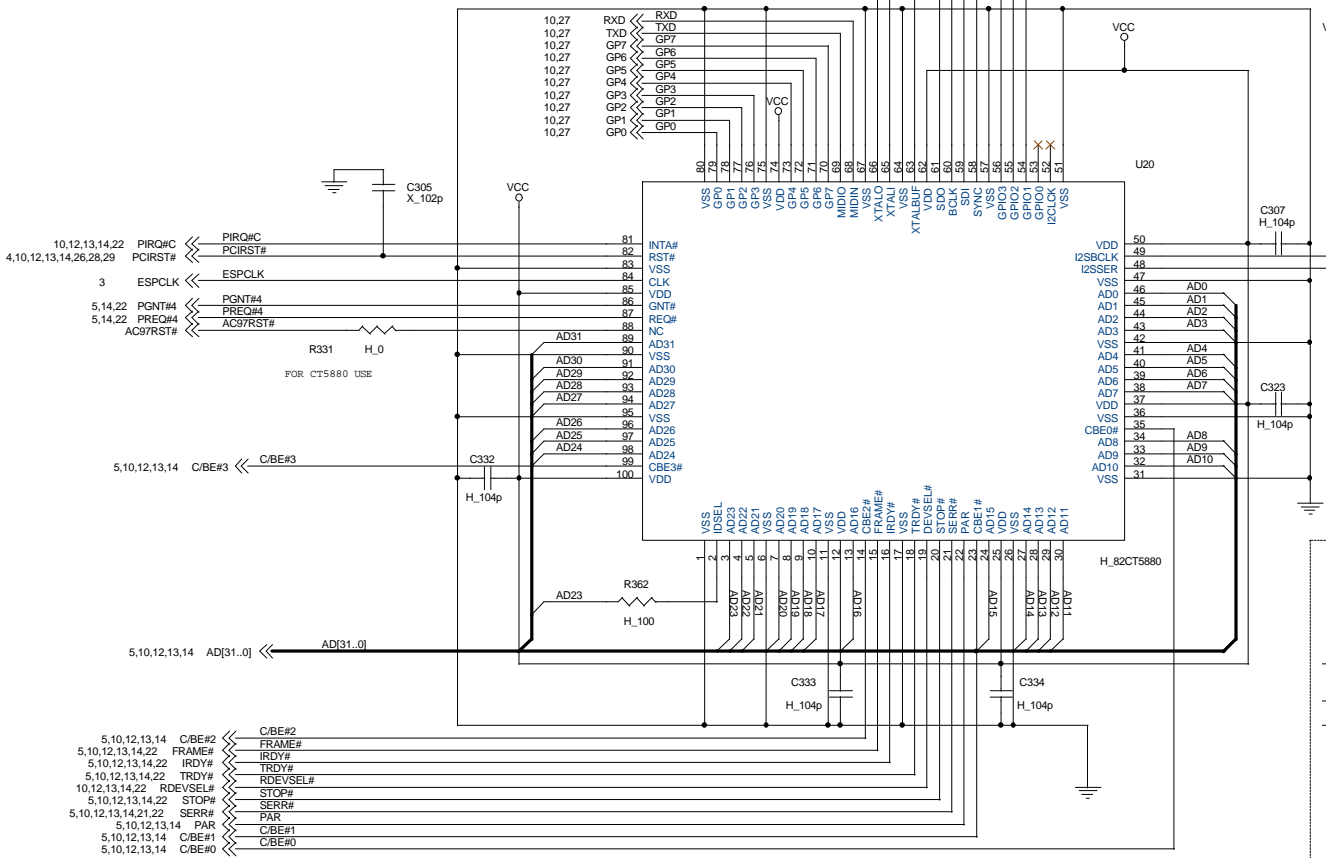 10,27 RXD RXD
10,27 TXD TXD
10,27 GP7 GP7
10,27 GP6 GP6
10,27 GP5 GP5
10,27 GP4 GP4
10,27 GP3 GP3
10,27 GP2 GP2
10,27 GP1 GP1
10,27 GP0 GP0
VCC
VCC
V
U20
80 79 78 77 76 75 74 73 72 71 70 69 68 67 66 65 64 63 62 61 60 59 58 57 56 55 54 53 52 51
VSS GP0 GP1 GP2 GP3 VSS VDD GP4 GP5 GP6 GP7 MIDIO MIDIN VSS XTALO XTALI VSS XTALBUF VDD SDO BCLK SDI SYNC VSS GPIO3 GPIO2 GPIO1 GPIO0 I2CLCK VSS
C305
X_102p
VCC
C307
H_104p
10,12,13,14,22 PIRQ#C PIRQ#C
4,10,12,13,14,26,28,29 PCIRST# PCIRST#
3 ESPCLK ESPCLK
5,14,22 PGNT#4 PGNT#4
5,14,22 PREQ#4 PREQ#4
AC97RST# AC97RST#
R331 H_0
FOR CT5880 USE
AD31
AD30
AD29
AD28
AD27
AD26
AD25
AD24
5,10,12,13,14 C/BE#3 C/BE#3
C332
H_104p
81 INTA#
82 RST#
83 VSS
84 CLK
85 VDD
86 GNT#
87 REQ#
88 NC
89 AD31
90 VSS
91 AD30
92 AD29
93 AD28
94 AD27
95 VSS
96 AD26
97 AD25
98 AD24
99 CBE3#
100 VDD
VDD 50
I2SBCLK 49
I2SSER 48
VSS 47
AD0 46 AD0
AD1 45 AD1
AD2 44 AD2
AD3 43 AD3
VSS 42
AD4 41 AD4
AD5 40 AD5
AD6 39 AD6
AD7 38 AD7
VDD 37
VSS 36
CBE0# 35
AD8 34 AD8
AD9 33 AD9
AD10 32 AD10
VSS 31
C323
H_104p
VSS IDSEL AD23 AD22 AD21 VSS AD20 AD19 AD18 AD17 VSS VDD AD16 CBE2# FRAME# IRDY# VSS TRDY# DEVSEL# STOP# SERR# PAR CBE1# AD15 VDD VSS AD14 AD13 AD12 AD11
1 2 3 4 5 6 7 8 9 10 11 12 13 14 15 16 17 18 19 20 21 22 23 24 25 26 27 28 29 30
H_82CT5880
AD23
R362
H_100
AD23 AD22 AD21 AD20 AD19 AD18 AD17 AD16 AD15 AD14 AD13 AD12 AD11
5,10,12,13,14 AD[31..0] AD[31..0]
C333
H_104p
C334
H_104p
5,10,12,13,14 C/BE#2 C/BE#2
5,10,12,13,14,22 FRAME# FRAME#
5,10,12,13,14,22 IRDY# IRDY#
5,10,12,13,14,22 TRDY# TRDY#
10,12,13,14,22 RDEVSEL# RDEVSEL#
5,10,12,13,14,22 STOP# STOP#
5,10,12,13,14,21,22 SERR# SERR#
5,10,12,13,14 PAR PAR
5,10,12,13,14 C/BE#1 C/BE#1
5,10,12,13,14 C/BE#0 C/BE#0